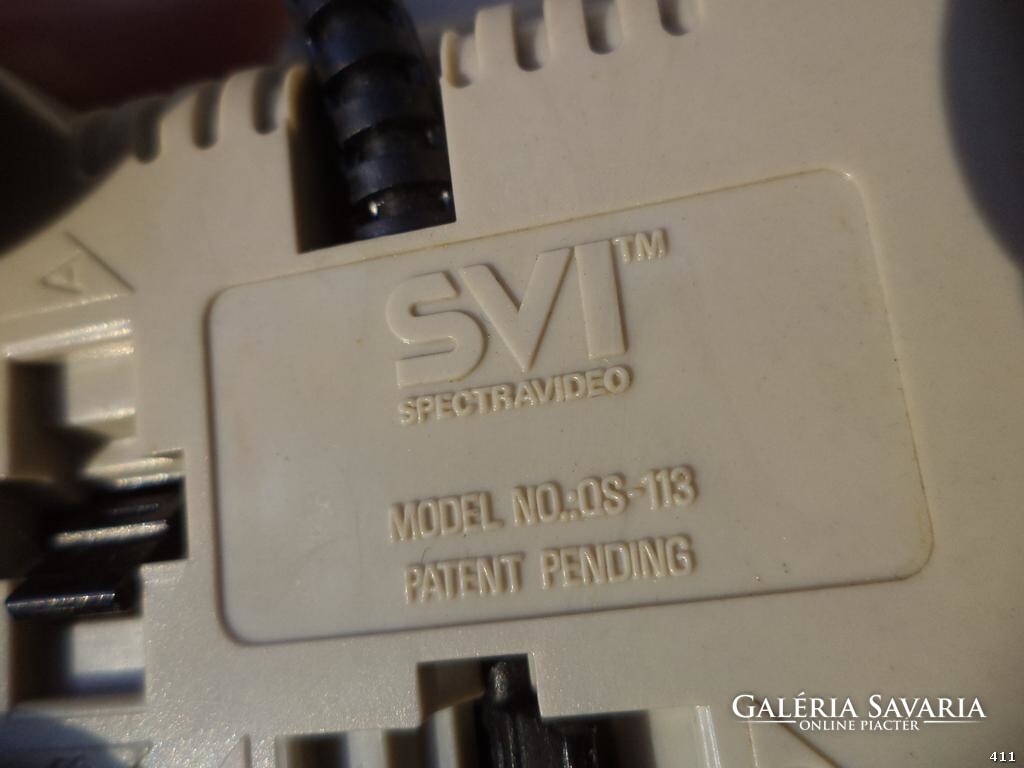 A
SVI™
SPECTRAVIDEO
MODEL NO.:QS-113
PATENT PENDING
GALÉRIA SAVARIA
ONLINE PIACTÉR
411